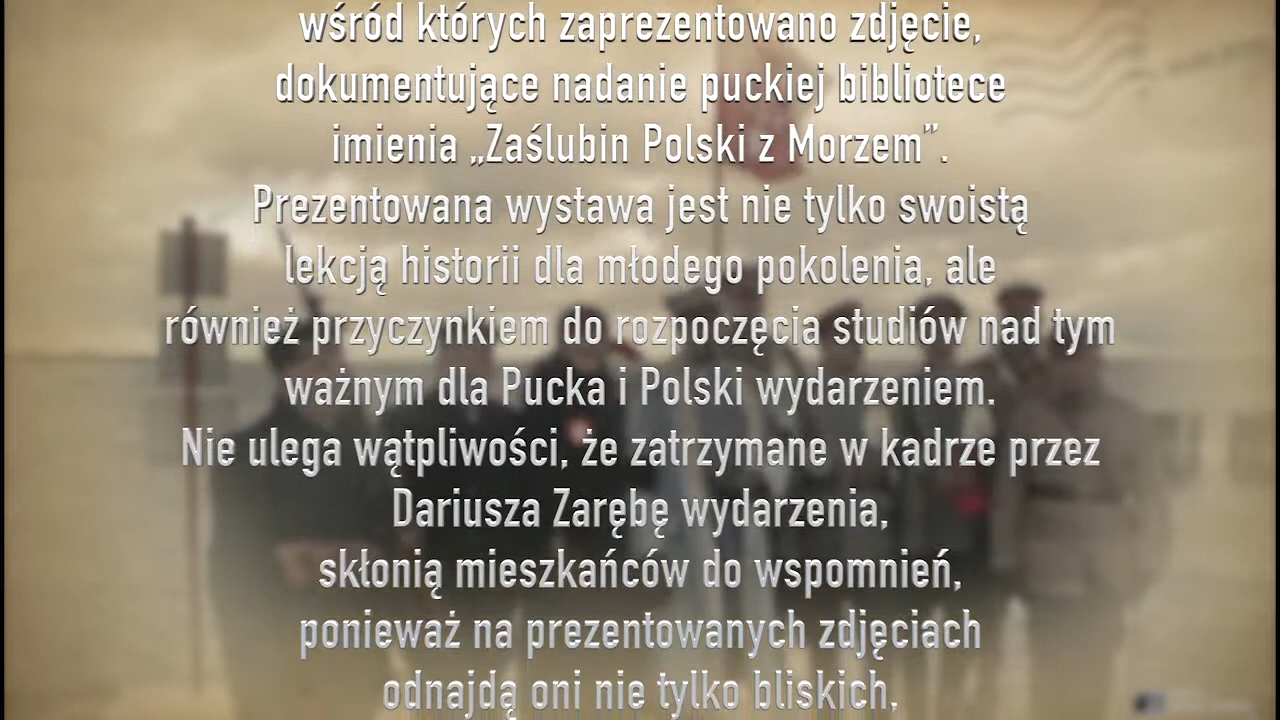 wśród których zaprezentowano zdjęcie,
dokumentujące nadanie puckiej bibliotece
imienia „Zaślubin Polski z Morzem”.
Prezentowana wystawa jest nie tylko swoistą
lekcją historii dla młodego pokolenia, ale
również przyczynkiem do rozpoczęcia studiów nad tym
ważnym dla Pucka i Polski wydarzeniem.
Nie ulega wątpliwości, że zatrzymane w kadrze przez
Dariusza Zarębę wydarzenia,
skłonią mieszkańców do wspomnień,
ponieważ na prezentowanych zdjęciach
odnajdą oni nie tylko bliskich,